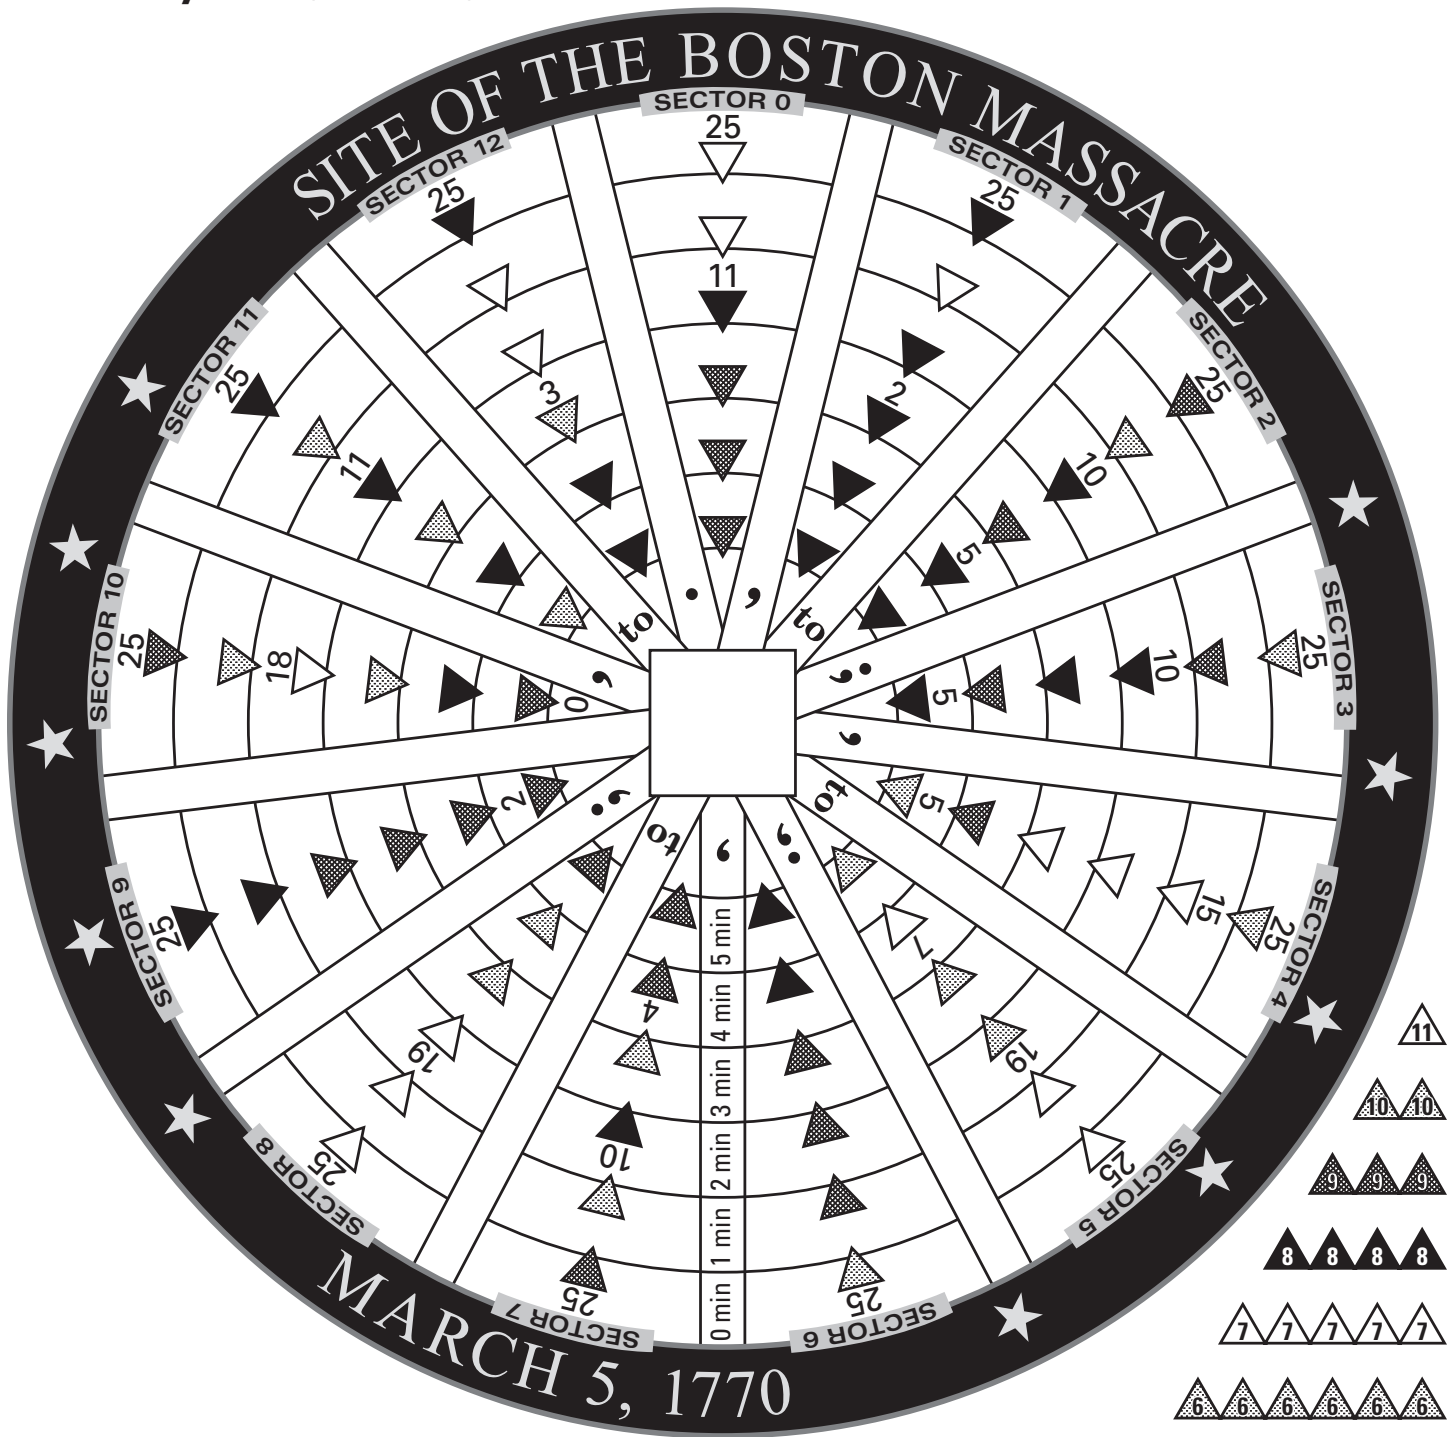 SITE OF THE BOSTON MASSACRE
SECTOR 0
25
11
SECTOR 1
25
2
SECTOR 2
25
10
5
SECTOR 3
25
10
5
SECTOR 4
25
15
5
SECTOR 5
25
19
7
SECTOR 6
25
SECTOR 7
25
10
4
SECTOR 8
25
19
SECTOR 9
25
2
SECTOR 10
25
18
0
SECTOR 11
25
11
SECTOR 12
25
3
.
,
to
,:
,
to
,:
,
to
,:
,
to
5 min
4 min
3 min
2 min
1 min
0 min
MARCH 5, 1770
11
10 10
9 9 9
8 8 8 8
7 7 7 7 7
6 6 6 6 6 6